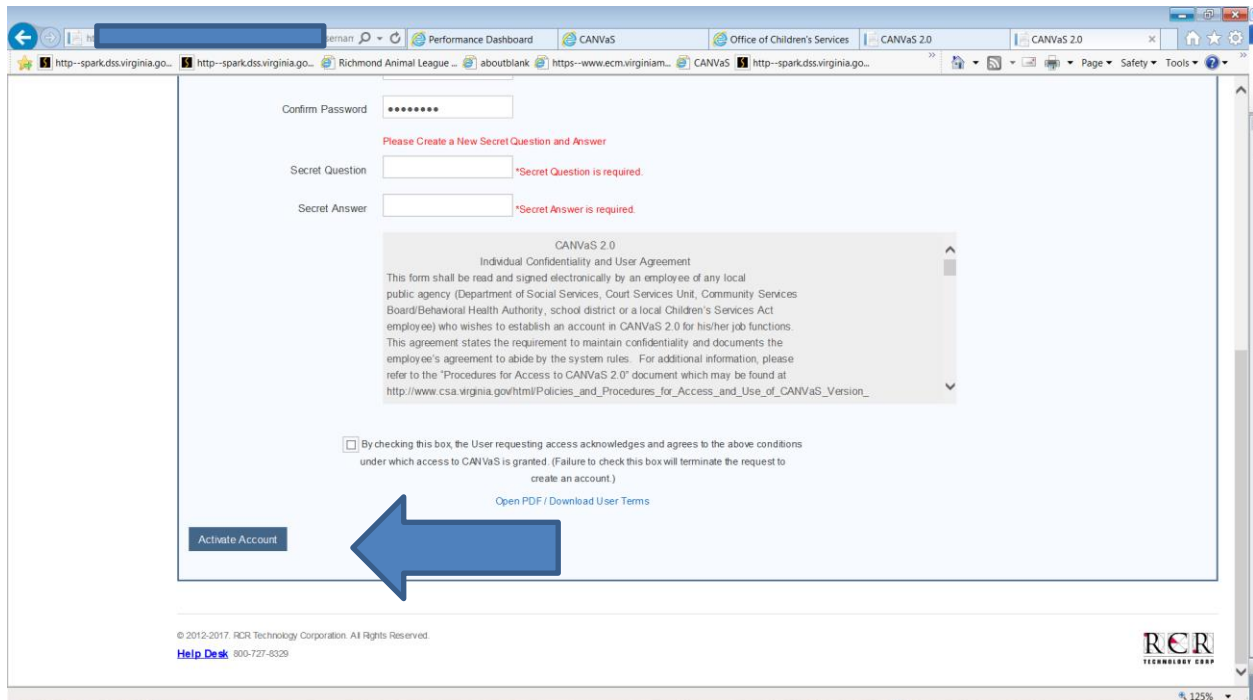 ht
sernan
Performance Dashboard
CANVaS
Office of Children's Services
CANVaS 2.0
CANVaS 2.0
http--spark.dss.virginia.go...
http--spark.dss.virginia.go...
Richmond Animal League ...
aboutblank
https--www.ecm.virginiam...
CANVaS
http--spark.dss.virginia.go...
Page
Safety
Tools
Confirm Password
Please Create a New Secret Question and Answer
Secret Question
*Secret Question is required.
Secret Answer
*Secret Answer is required.
CANVaS 2.0
Individual Confidentiality and User Agreement
This form shall be read and signed electronically by an employee of any local
public agency (Department of Social Services, Court Services Unit, Community Services
Board/Behavioral Health Authority, school district or a local Children's Services Act
employee) who wishes to establish an account in CANVaS 2.0 for his/her job functions.
This agreement states the requirement to maintain confidentiality and documents the
employee's agreement to abide by the system rules.  For additional information, please
refer to the "Procedures for Access to CANVaS 2.0" document which may be found at
http://www.csa.virginia.gov/html/Policies_and_Procedures_for_Access_and_Use_of_CANVaS_Version_
By checking this box, the User requesting access acknowledges and agrees to the above conditions
under which access to CANVaS is granted. (Failure to check this box will terminate the request to
create an account.)
Open PDF / Download User Terms
Activate Account
© 2012-2017. RCR Technology Corporation. All Rights Reserved.
Help Desk 800-727-8329
RCR
TECHNOLOGY CORP
125%